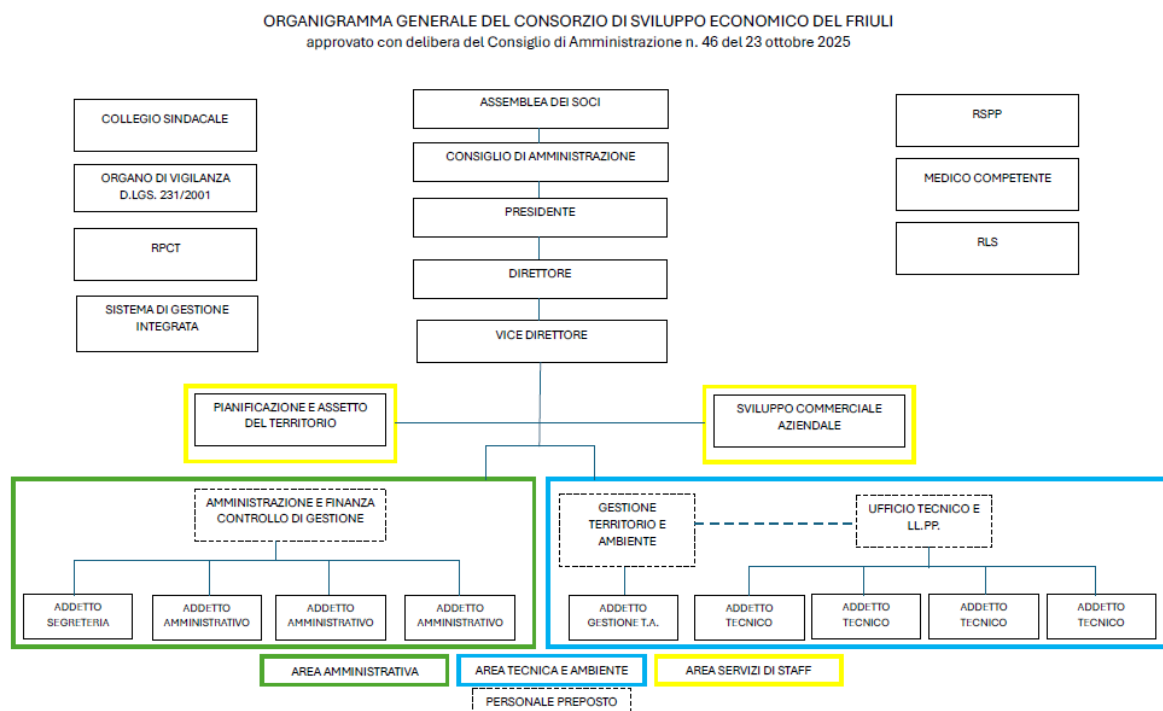 ORGANIGRAMMA GENERALE DEL CONSORZIO DI SVILUPPO ECONOMICO DEL FRIULI
approvato con delibera del Consiglio di Amministrazione n. 46 del 23 ottobre 2025
COLLEGIO SINDACALE
ORGANO DI VIGILANZA
D.LGS. 231/2001
RPCT
SISTEMA DI GESTIONE
INTEGRATA
ASSEMBLEA DEI SOCI
CONSIGLIO DI AMMINISTRAZIONE
PRESIDENTE
DIRETTORE
VICE DIRETTORE
RSPP
MEDICO COMPETENTE
RLS
PIANIFICAZIONE E ASSETTO
DEL TERRITORIO
SVILUPPO COMMERCIALE
AZIENDALE
AMMINISTRAZIONE E FINANZA
CONTROLLO DI GESTIONE
ADDETTO
SEGRETERIA
ADDETTO
AMMINISTRATIVO
ADDETTO
AMMINISTRATIVO
ADDETTO
AMMINISTRATIVO
GESTIONE
TERRITORIO E
AMBIENTE
UFFICIO TECNICO E
LL.PP.
ADDETTO
GESTIONE T.A.
ADDETTO
TECNICO
ADDETTO
TECNICO
ADDETTO
TECNICO
ADDETTO
TECNICO
AREA AMMINISTRATIVA
AREA TECNICA E AMBIENTE
AREA SERVIZI DI STAFF
PERSONALE PREPOSTO